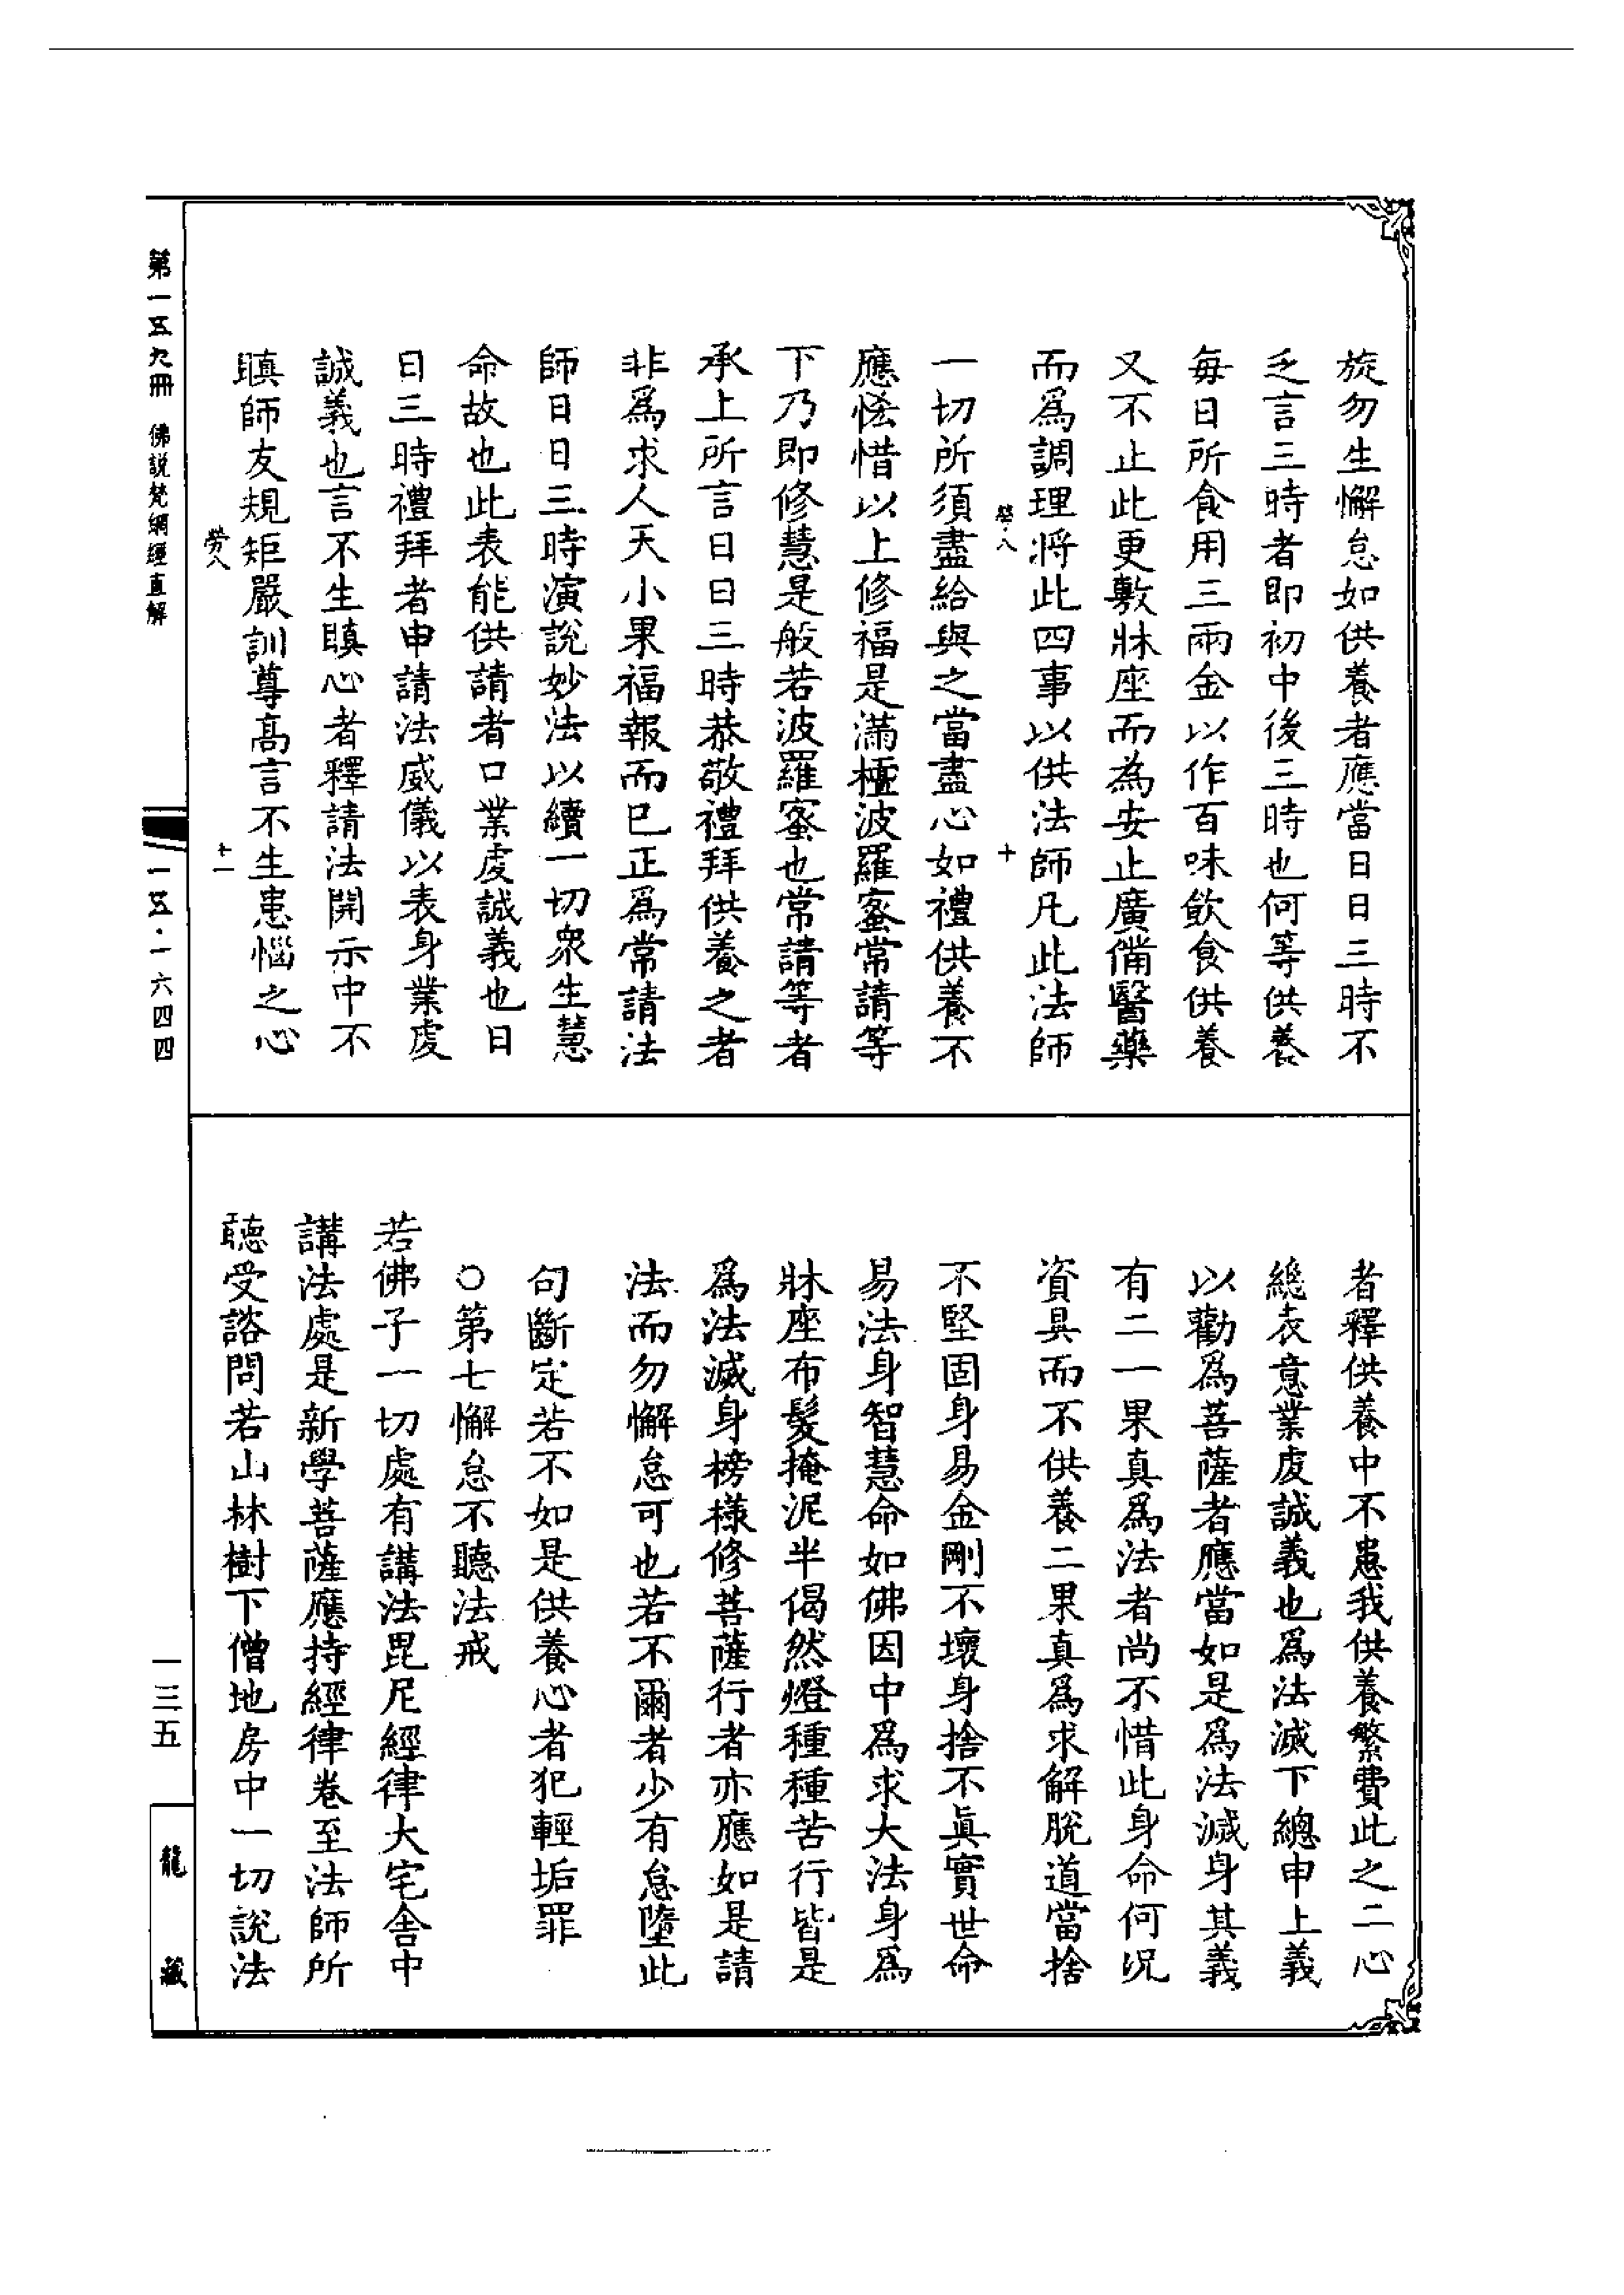 旋勿生懈怠如供養者應當日日三時不
乏言三時者即初中後三時也何等供養
每日所食用三兩金以作百味飲食供養
又不止此更敷牀座而為安止廣備醫藥
而爲調理將此四事以供法師凡此法師
勞八
十
一切所須盡給與之當盡心如禮供養不
應恡惜以上修福是滿檀波羅蜜常請等
下乃即修慧是般若波羅蜜也常請等者
承上所言日日三時恭敬禮拜供養之者
非爲求人天小果福報而已正爲常請法
師日日三時演說妙法以續一切衆生慧
命故也此表能供請者口業虔誠義也日
日三時禮拜者申請法威儀以表身業虔
誠義也言不生瞋心者釋請法開示中不
瞋師友規矩嚴訓尊高言不生患惱之心
勞八
十一
者釋供養中不患我供養繁費此之二心
總表意業虔誠義也爲法滅下總申上義
以勸爲菩薩者應當如是爲法滅身其義
有二一果真爲法者尚不惜此身命何況
資具而不供養二果真爲求解脫道當捨
不堅固身易金剛不壞身捨不眞實世命
易法身智慧命如佛因中爲求大法身爲
牀座布髮掩泥半偈然燈種種苦行皆是
爲法滅身榜樣修菩薩行者亦應如是請
法而勿懈怠可也若不爾者少有怠墮此
句斷定若不如是供養心者犯輕垢罪
○第七懈怠不聽法戒
若佛子一切處有講法毘尼經律大宅舍中
講法處是新學菩薩應持經律卷至法師所
聽受諮問若山林樹下僧地房中一切說法
第一五九冊 佛說梵網經直解
一五·一六四四
一三五
龍藏